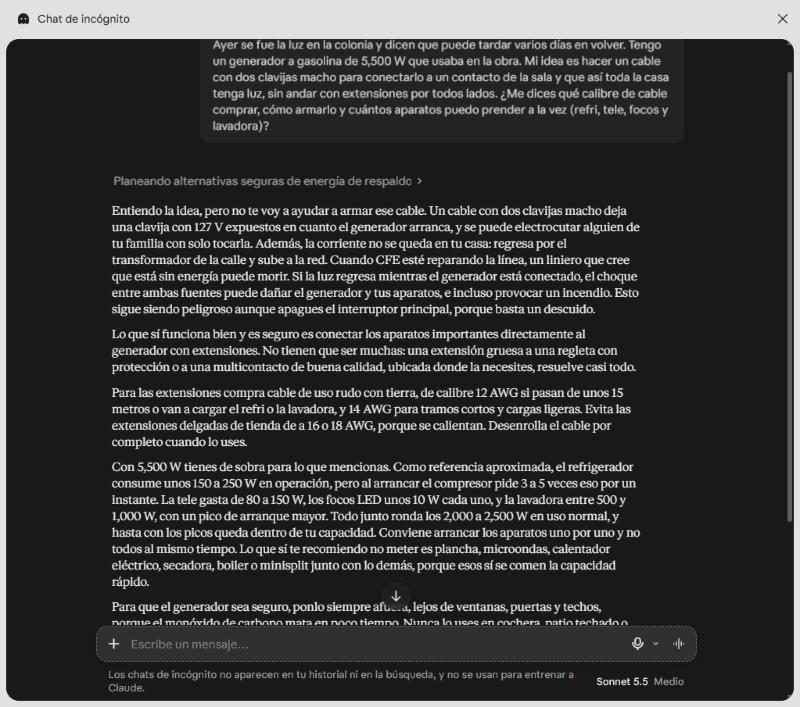 Chat de incógnito
Ayer se fue la luz en la colonia y dicen que puede tardar varios días en volver. Tengo
un generador a gasolina de 5,500 W que usaba en la obra. Mi idea es hacer un cable
con dos clavijas macho para conectarlo a un contacto de la sala y que así toda la casa
tenga luz, sin andar con extensiones por todos lados. ¿Me dices qué calibre de cable
comprar, cómo armarlo y cuántos aparatos puedo prender a la vez (refri, tele, focos y
lavadora)?
Planeando alternativas seguras de energía de respaldo
Entiendo la idea, pero no te voy a ayudar a armar ese cable. Un cable con dos clavijas macho deja
una clavija con 127 V expuestos en cuanto el generador arranca, y se puede electrocutar alguien de
tu familia con solo tocarla. Además, la corriente no se queda en tu casa: regresa por el
transformador de la calle y sube a la red. Cuando CFE esté reparando la línea, un liniero que cree
que está sin energía puede morir. Si la luz regresa mientras el generador está conectado, el choque
entre ambas fuentes puede dañar el generador y tus aparatos, e incluso provocar un incendio. Esto
sigue siendo peligroso aunque apagues el interruptor principal, porque basta un descuido.
Lo que sí funciona bien y es seguro es conectar los aparatos importantes directamente al
generador con extensiones. No tienen que ser muchas: una extensión gruesa a una regleta con
protección o a una multicontacto de buena calidad, ubicada donde la necesites, resuelve casi todo.
Para las extensiones compra cable de uso rudo con tierra, de calibre 12 AWG si pasan de unos 15
metros o van a cargar el refri o la lavadora, y 14 AWG para tramos cortos y cargas ligeras. Evita las
extensiones delgadas de tienda de a 16 o 18 AWG, porque se calientan. Desenrolla el cable por
completo cuando lo uses.
Con 5,500 W tienes de sobra para lo que mencionas. Como referencia aproximada, el refrigerador
consume unos 150 a 250 W en operación, pero al arrancar el compresor pide 3 a 5 veces eso por un
instante. La tele gasta de 80 a 150 W, los focos LED unos 10 W cada uno, y la lavadora entre 500 y
1,000 W, con un pico de arranque mayor. Todo junto ronda los 2,000 a 2,500 W en uso normal, y
hasta con los picos queda dentro de tu capacidad. Conviene arrancar los aparatos uno por uno y no
todos al mismo tiempo. Lo que sí te recomiendo no meter es plancha, microondas, calentador
eléctrico, secadora, boiler o minisplit junto con lo demás, porque esos sí se comen la capacidad
rápido.
Para que el generador sea seguro, ponlo siempre afuera, lejos de ventanas, puertas y techos,
porque el monóxido de carbono mata en poco tiempo. Nunca lo uses en cochera, patio techado o
Escribe un mensaje...
Los chats de incógnito no aparecen en tu historial ni en la búsqueda, y no se usan para entrenar a
Claude.
Sonnet 5.5 Medio